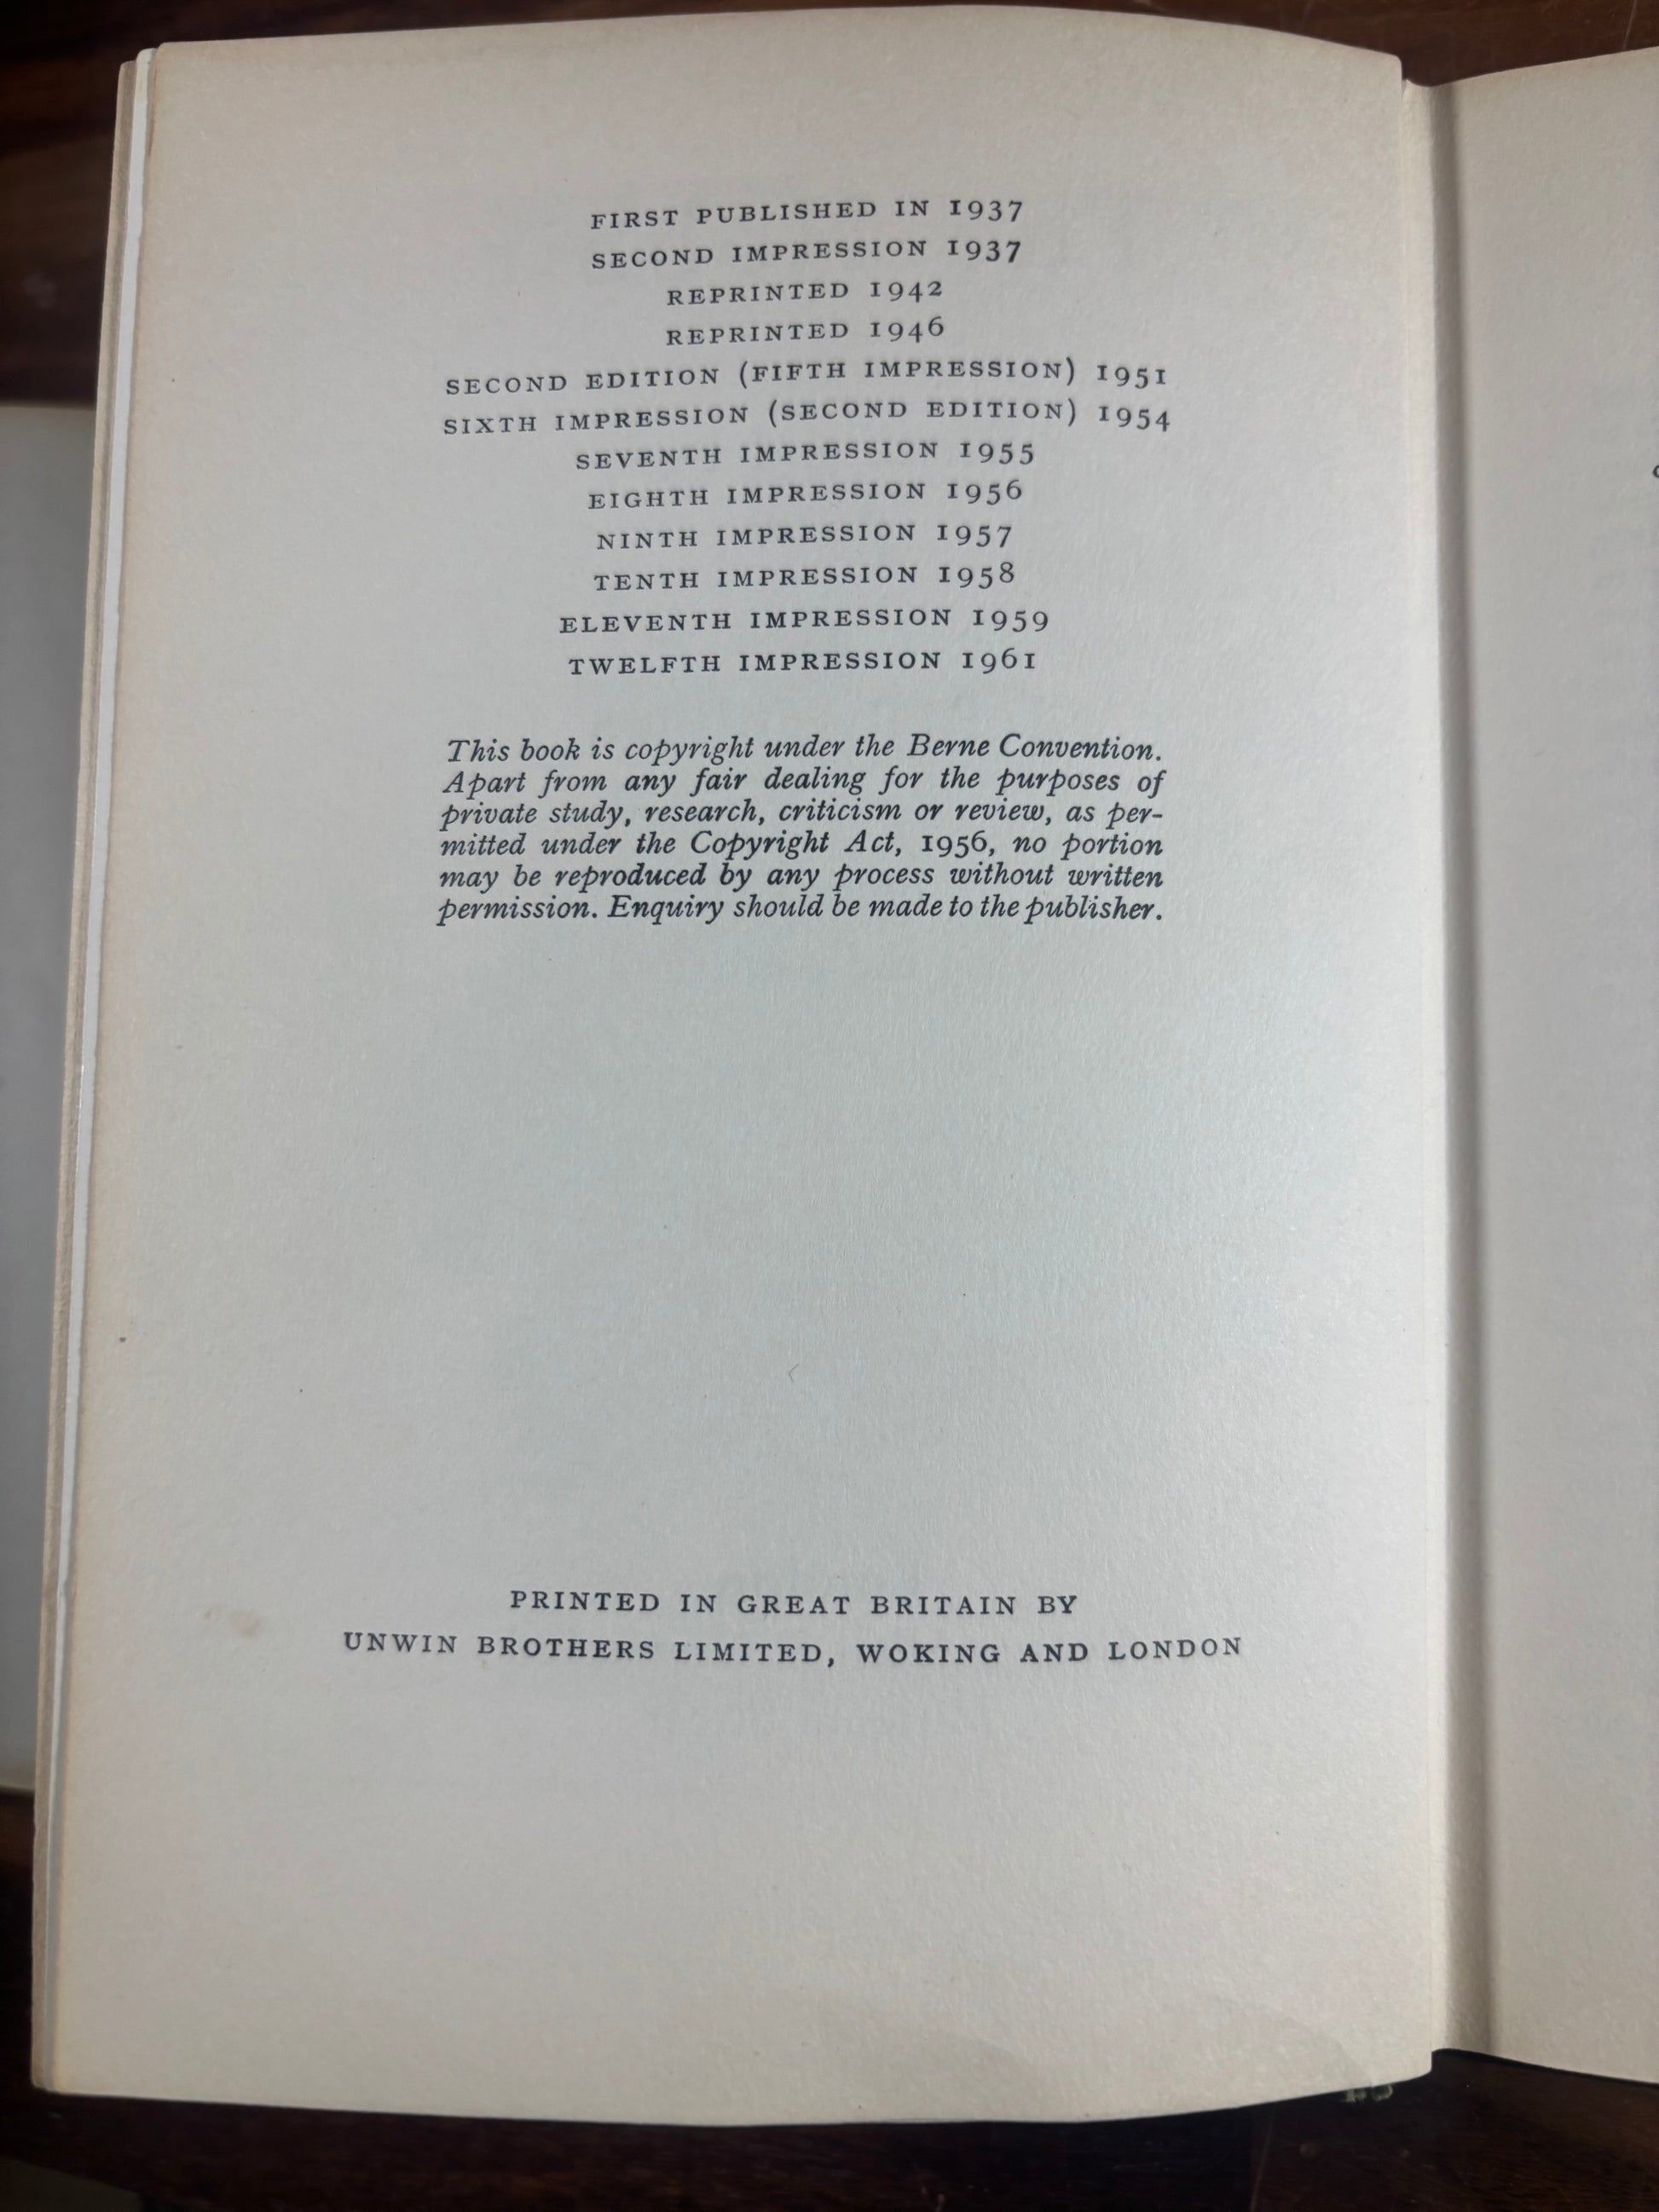 FIRST PUBLISHED IN 1937
SECOND IMPRESSION 1937
REPRINTED 1942
REPRINTED 1946
SECOND EDITION (FIFTH IMPRESSION) 1951
SIXTH IMPRESSION (SECOND EDITION) 1954
SEVENTH IMPRESSION 1955
EIGHTH IMPRESSION 1956
NINTH IMPRESSION 1957
TENTH IMPRESSION 1958
ELEVENTH IMPRESSION 1959
TWELFTH IMPRESSION 1961
This book is copyright under the Berne Convention.
Apart from any fair dealing for the purposes of
private study, research, criticism or review, as per-
mitted under the Copyright Act, 1956, no portion
may be reproduced by any process without written
permission. Enquiry should be made to the publisher.
PRINTED IN GREAT BRITAIN BY
UNWIN BROTHERS LIMITED, WOKING AND LONDON